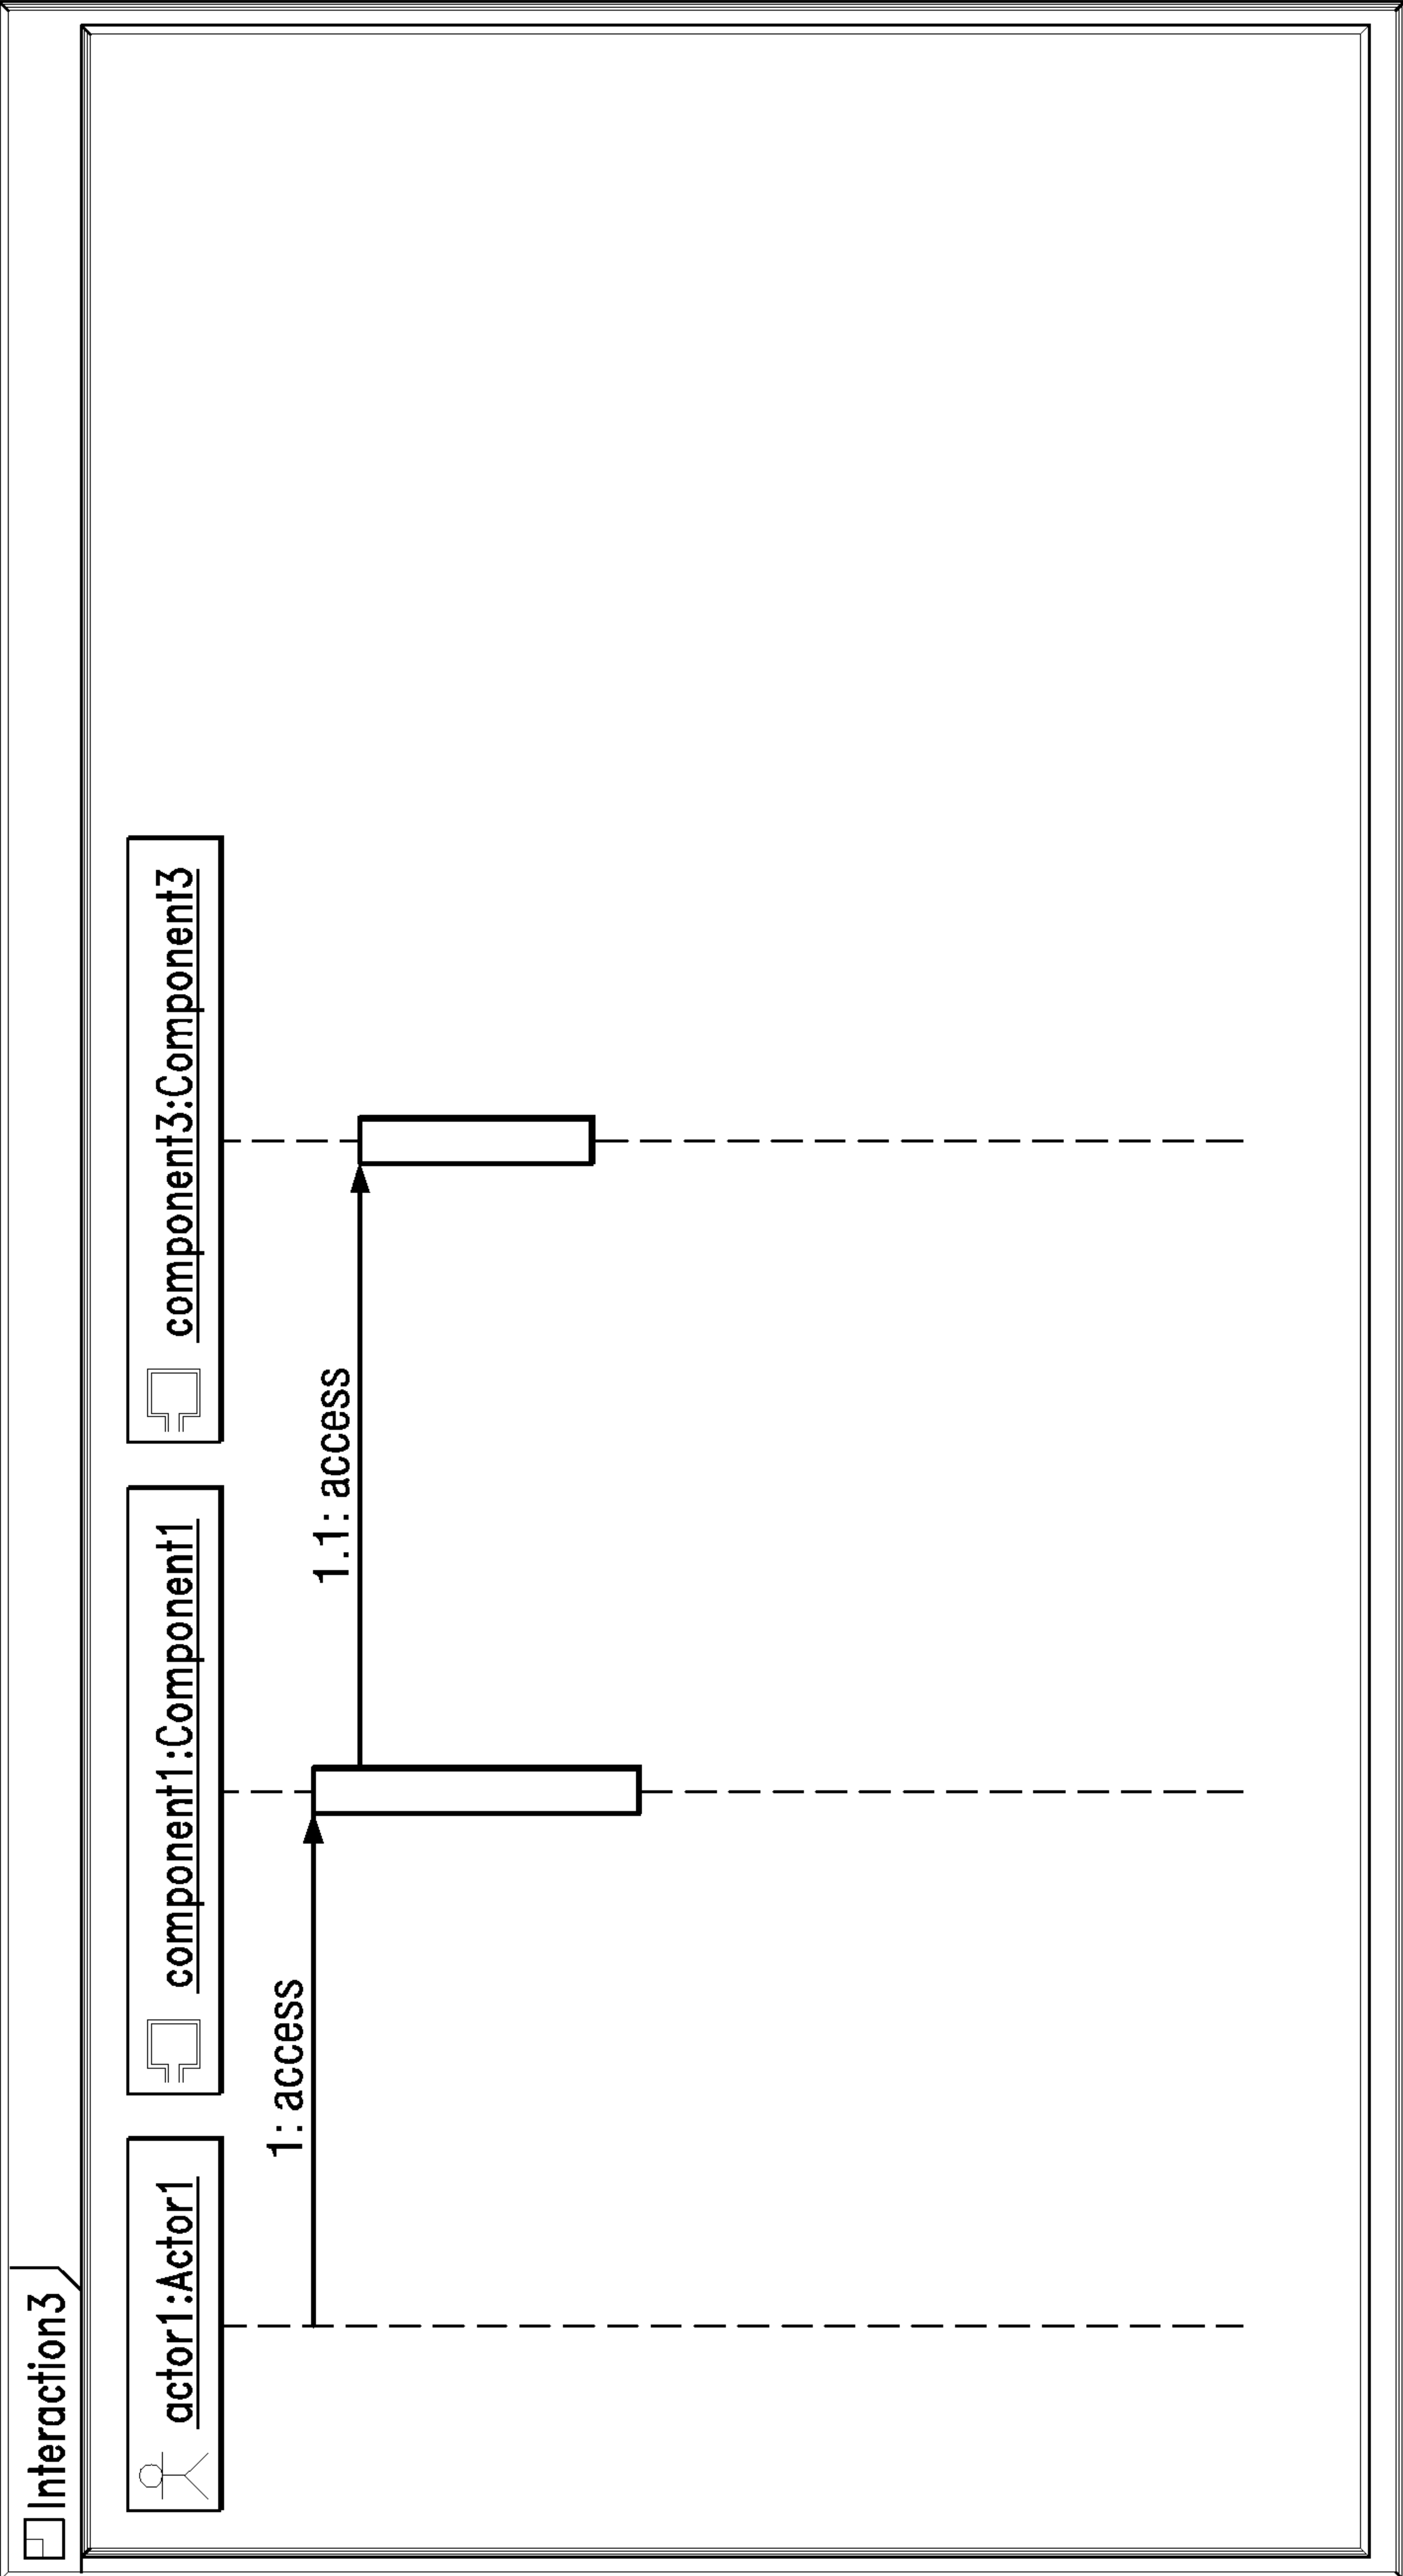 Interaction3
actor1:Actor1
component1:Component1
component3:Component3
1: access
1.1: access